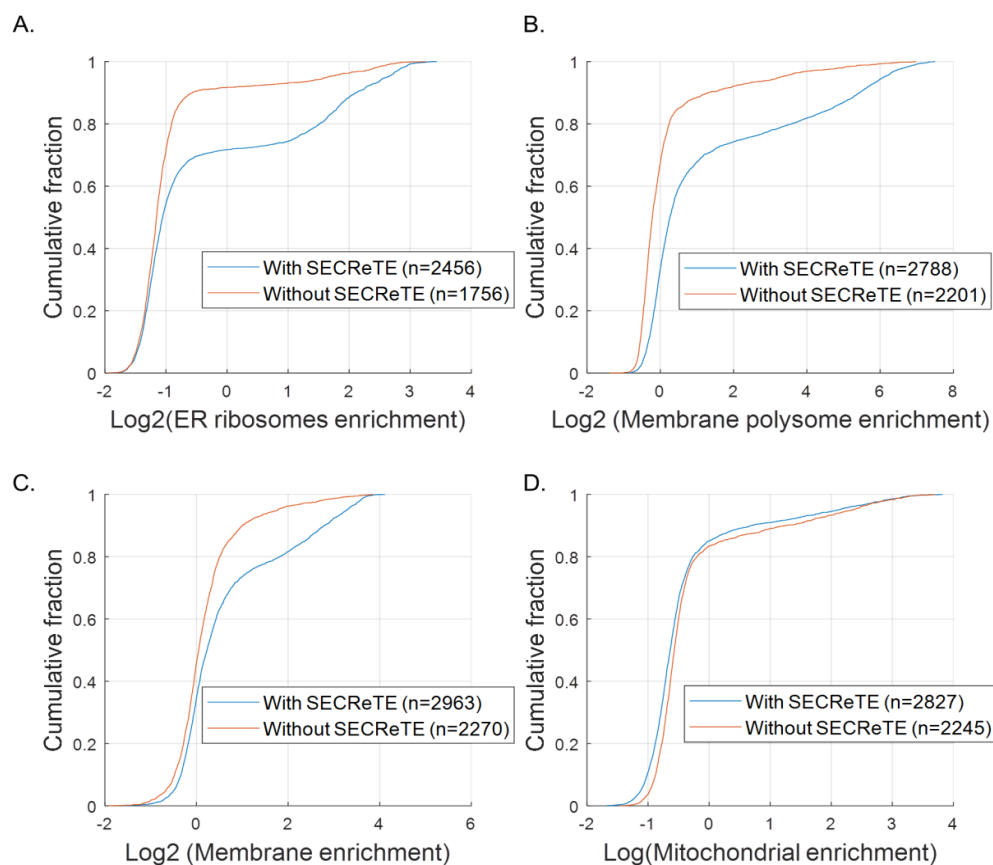 A.
1
0.8
0.6
0.4
0.2
0
Cumulative fraction
With SECReTE (n=2456)
Without SECReTE (n=1756)
-2 -1 0 1 2 3 4
Log2(ER ribosomes enrichment)
B.
1
0.8
0.6
0.4
0.2
0
Cumulative fraction
With SECReTE (n=2788)
Without SECReTE (n=2201)
-2 0 2 4 6 8
Log2 (Membrane polysome enrichment)
C.
1
0.8
0.6
0.4
0.2
0
Cumulative fraction
With SECReTE (n=2963)
Without SECReTE (n=2270)
-2 0 2 4 6
Log2 (Membrane enrichment)
D.
1
0.8
0.6
0.4
0.2
0
Cumulative fraction
With SECReTE (n=2827)
Without SECReTE (n=2245)
-2 -1 0 1 2 3 4
Log(Mitochondrial enrichment)